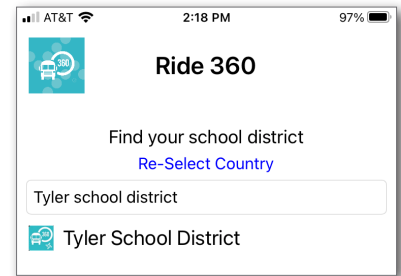 AT&T 2:18 PM 97%
360 Ride 360
Find your school district
Re-Select Country
Tyler school district
360 Tyler School District